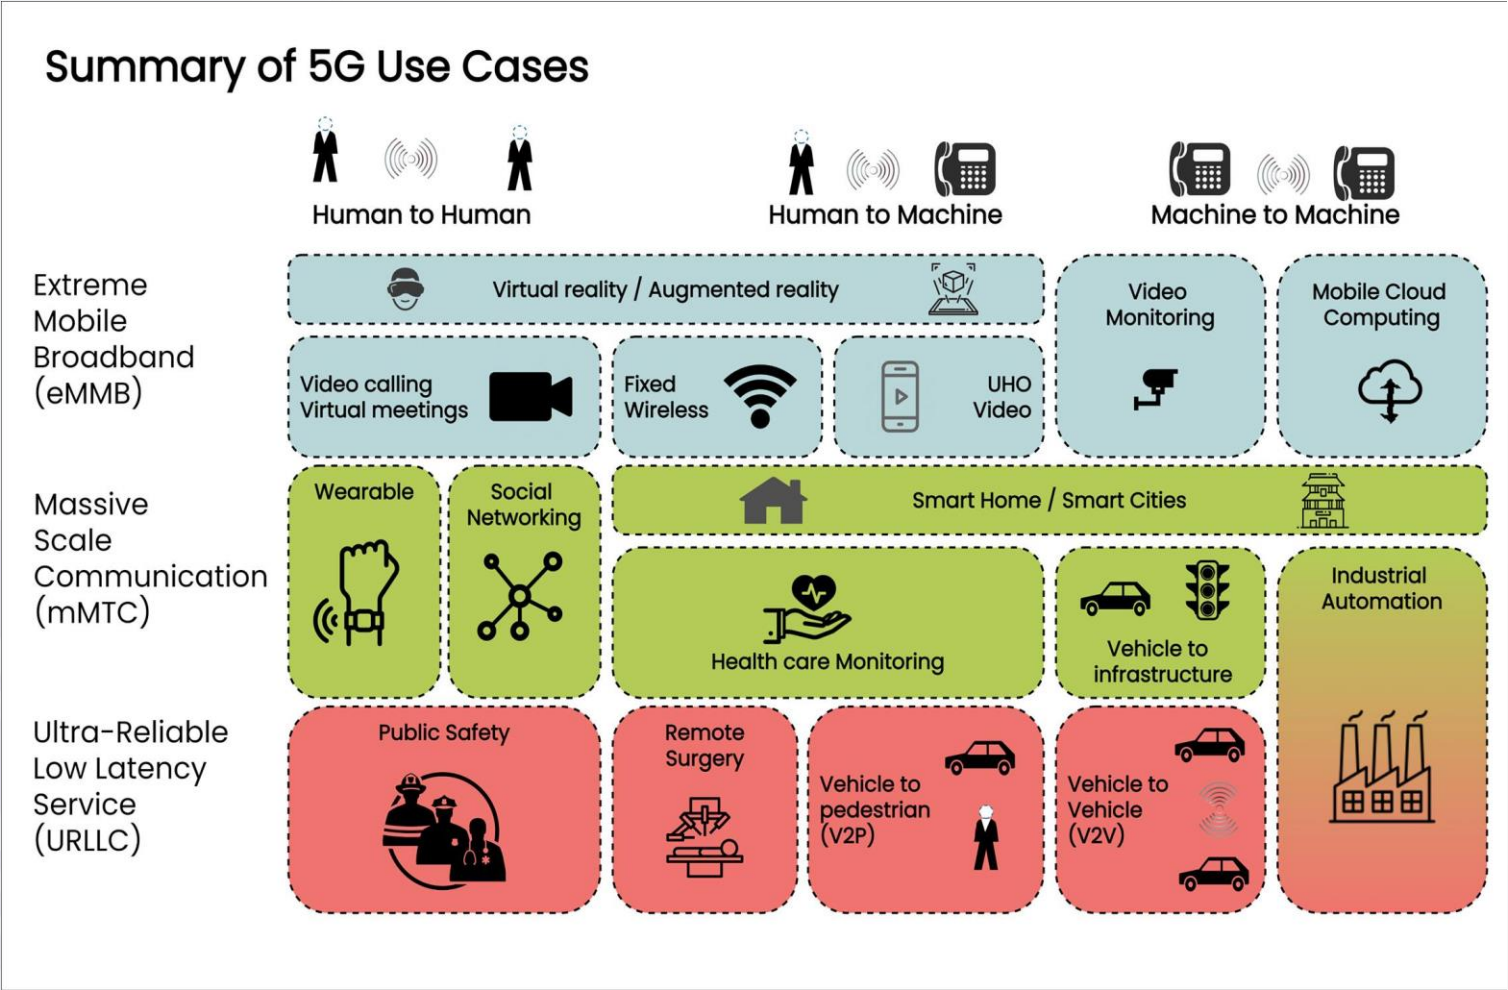 Summary of 5G Use Cases
Human to Human
Human to Machine
Machine to Machine
Extreme
Mobile
Broadband
(eMMB)
Virtual reality / Augmented reality
Video
Monitoring
Mobile Cloud
Computing
Video calling
Virtual meetings
Fixed
Wireless
UHO
Video
Massive
Scale
Communication
(mMTC)
Wearable
Social
Networking
Smart Home / Smart Cities
Health care Monitoring
Vehicle to
infrastructure
Industrial
Automation
Ultra-Reliable
Low Latency
Service
(URLLC)
Public Safety
Remote
Surgery
Vehicle to
pedestrian
(V2P)
Vehicle to
Vehicle
(V2V)